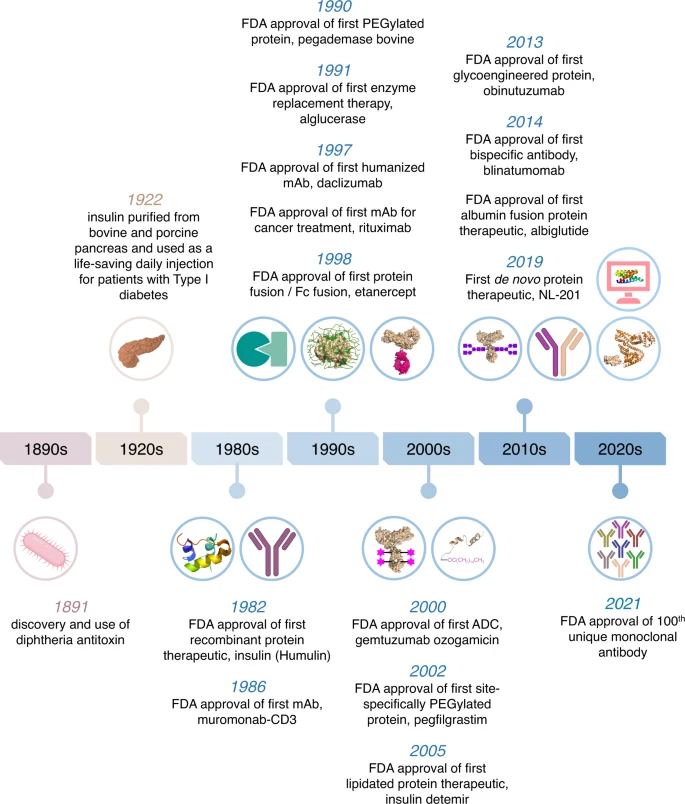 1990
FDA approval of first PEGylated
protein, pegademase bovine
1991
FDA approval of first enzyme
replacement therapy,
alglucerase
1997
FDA approval of first humanized
mAb, daclizumab
FDA approval of first mAb for
cancer treatment, rituximab
1998
FDA approval of first protein
fusion / Fc fusion, etanercept
2013
FDA approval of first
glycoengineered protein,
obinutuzumab
2014
FDA approval of first
bispecific antibody,
blinatumomab
FDA approval of first
albumin fusion protein
therapeutic, albiglutide
2019
First de novo protein
therapeutic, NL-201
1922
insulin purified from
bovine and porcine
pancreas and used as a
life-saving daily injection
for patients with Type I
diabetes
1890s
1920s
1980s
1990s
2000s
2010s
2020s
1891
discovery and use of
diphtheria antitoxin
1982
FDA approval of first
recombinant protein
therapeutic, insulin (Humulin)
1986
FDA approval of first mAb,
muromonab-CD3
2000
FDA approval of first ADC,
gemtuzumab ozogamicin
2002
FDA approval of first site-
specifically PEGylated
protein, pegfilgrastim
2005
FDA approval of first
lipidated protein therapeutic,
insulin detemir
2021
FDA approval of 100th
unique monoclonal
antibody